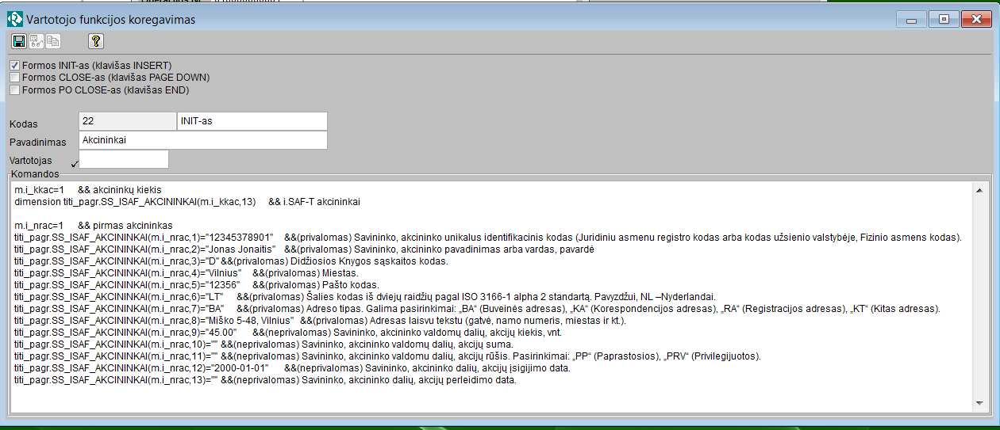 Vartotojo funkcijos koregavimas
Formos INIT-as (klavišas INSERT)
Formos CLOSE-as (klavišas PAGE DOWN)
Formos PO CLOSE-as (klavišas END)
Kodas 22 INIT-as
Pavadinimas Akcininkai
Vartotojas
Komandos
m.i_kkac=1 && akcininkų kiekis
dimension titi_pagr.SS_ISAF_AKCININKAI(m.i_kkac,13) && i.SAF-T akcininkai
m.i_nrac=1 && pirmas akcininkas
titi_pagr.SS_ISAF_AKCININKAI(m.i_nrac,1)="12345378901" &&(privalomas) Savininko, akcininko unikalus identifikacinis kodas (Juridiniu asmenu registro kodas arba kodas užsienio valstybėje, Fizinio asmens kodas).
titi_pagr.SS_ISAF_AKCININKAI(m.i_nrac,2)="Jonas Jonaitis" &&(privalomas) Savininko, akcininko pavadinimas arba vardas, pavardė
titi_pagr.SS_ISAF_AKCININKAI(m.i_nrac,3)="D" &&(privalomas) Didžiosios Knygos sąskaitos kodas.
titi_pagr.SS_ISAF_AKCININKAI(m.i_nrac,4)="Vilnius" &&(privalomas) Miestas.
titi_pagr.SS_ISAF_AKCININKAI(m.i_nrac,5)="12356" &&(privalomas) Pašto kodas.
titi_pagr.SS_ISAF_AKCININKAI(m.i_nrac,6)="LT" &&(privalomas) Šalies kodas iš dviejų raidžių pagal ISO 3166-1 alpha 2 standartą. Pavyzdžui, NL –Nyderlandai.
titi_pagr.SS_ISAF_AKCININKAI(m.i_nrac,7)="BA" &&(privalomas) Adreso tipas. Galima pasirinkimai: „BA“ (Buveinės adresas), „KA“ (Korespondencijos adresas), „RA“ (Registracijos adresas), „KT“ (Kitas adresas).
titi_pagr.SS_ISAF_AKCININKAI(m.i_nrac,8)="Miško 5-48, Vilnius" &&(privalomas) Adresas laisvu tekstu (gatvė, namo numeris, miestas ir kt.).
titi_pagr.SS_ISAF_AKCININKAI(m.i_nrac,9)="45.00" &&(neprivalomas) Savininko, akcininko valdomų dalių, akcijų kiekis, vnt.
titi_pagr.SS_ISAF_AKCININKAI(m.i_nrac,10)="" &&(neprivalomas) Savininko, akcininko valdomų dalių, akcijų suma.
titi_pagr.SS_ISAF_AKCININKAI(m.i_nrac,11)="" &&(neprivalomas) Savininko, akcininko valdomu dalių, akcijų rūšis. Pasirinkimai: „PP“ (Paprastosios), „PRV“ (Privilegijuotos).
titi_pagr.SS_ISAF_AKCININKAI(m.i_nrac,12)="2000-01-01" &&(neprivalomas) Savininko, akcininko dalių, akcijų įsigijimo data.
titi_pagr.SS_ISAF_AKCININKAI(m.i_nrac,13)="" &&(neprivalomas) Savininko, akcininko dalių, akcijų perleidimo data.